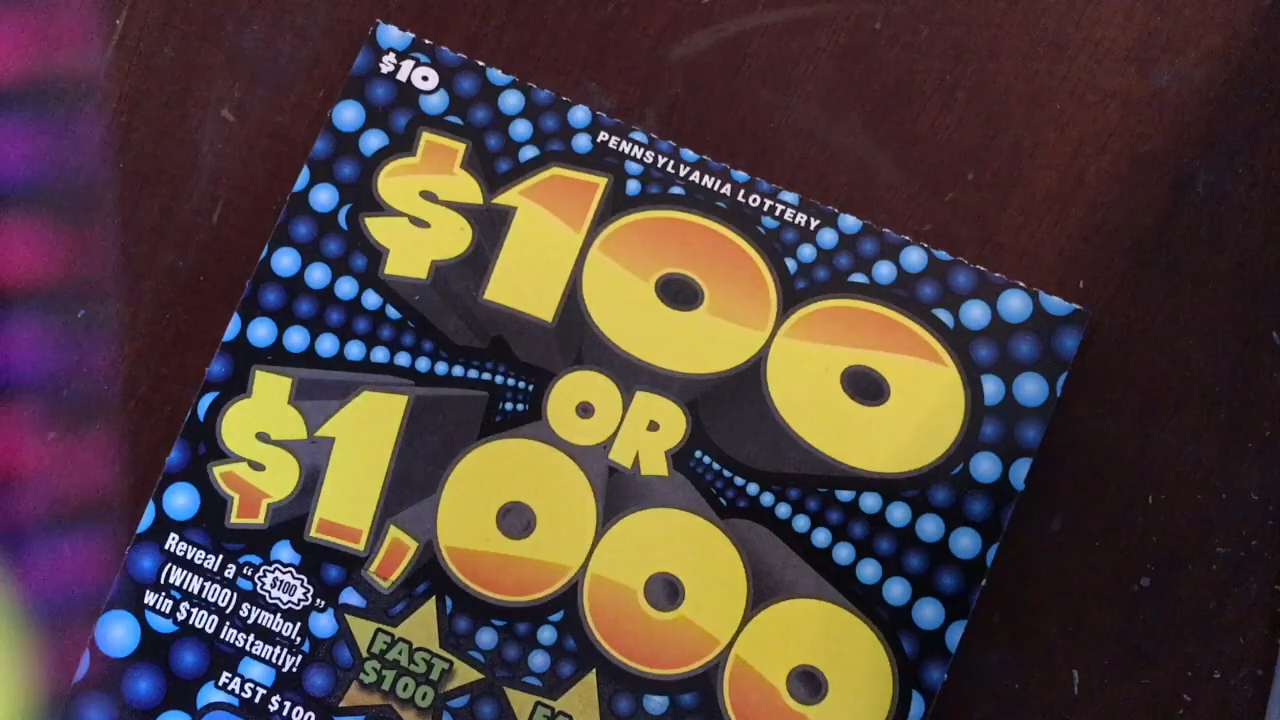 $10
PENNSYLVANIA LOTTERY
$100
OR
$1,000
Reveal a "$100"
(WIN100) symbol,
win $100 instantly!
FAST $100
FAST
$100